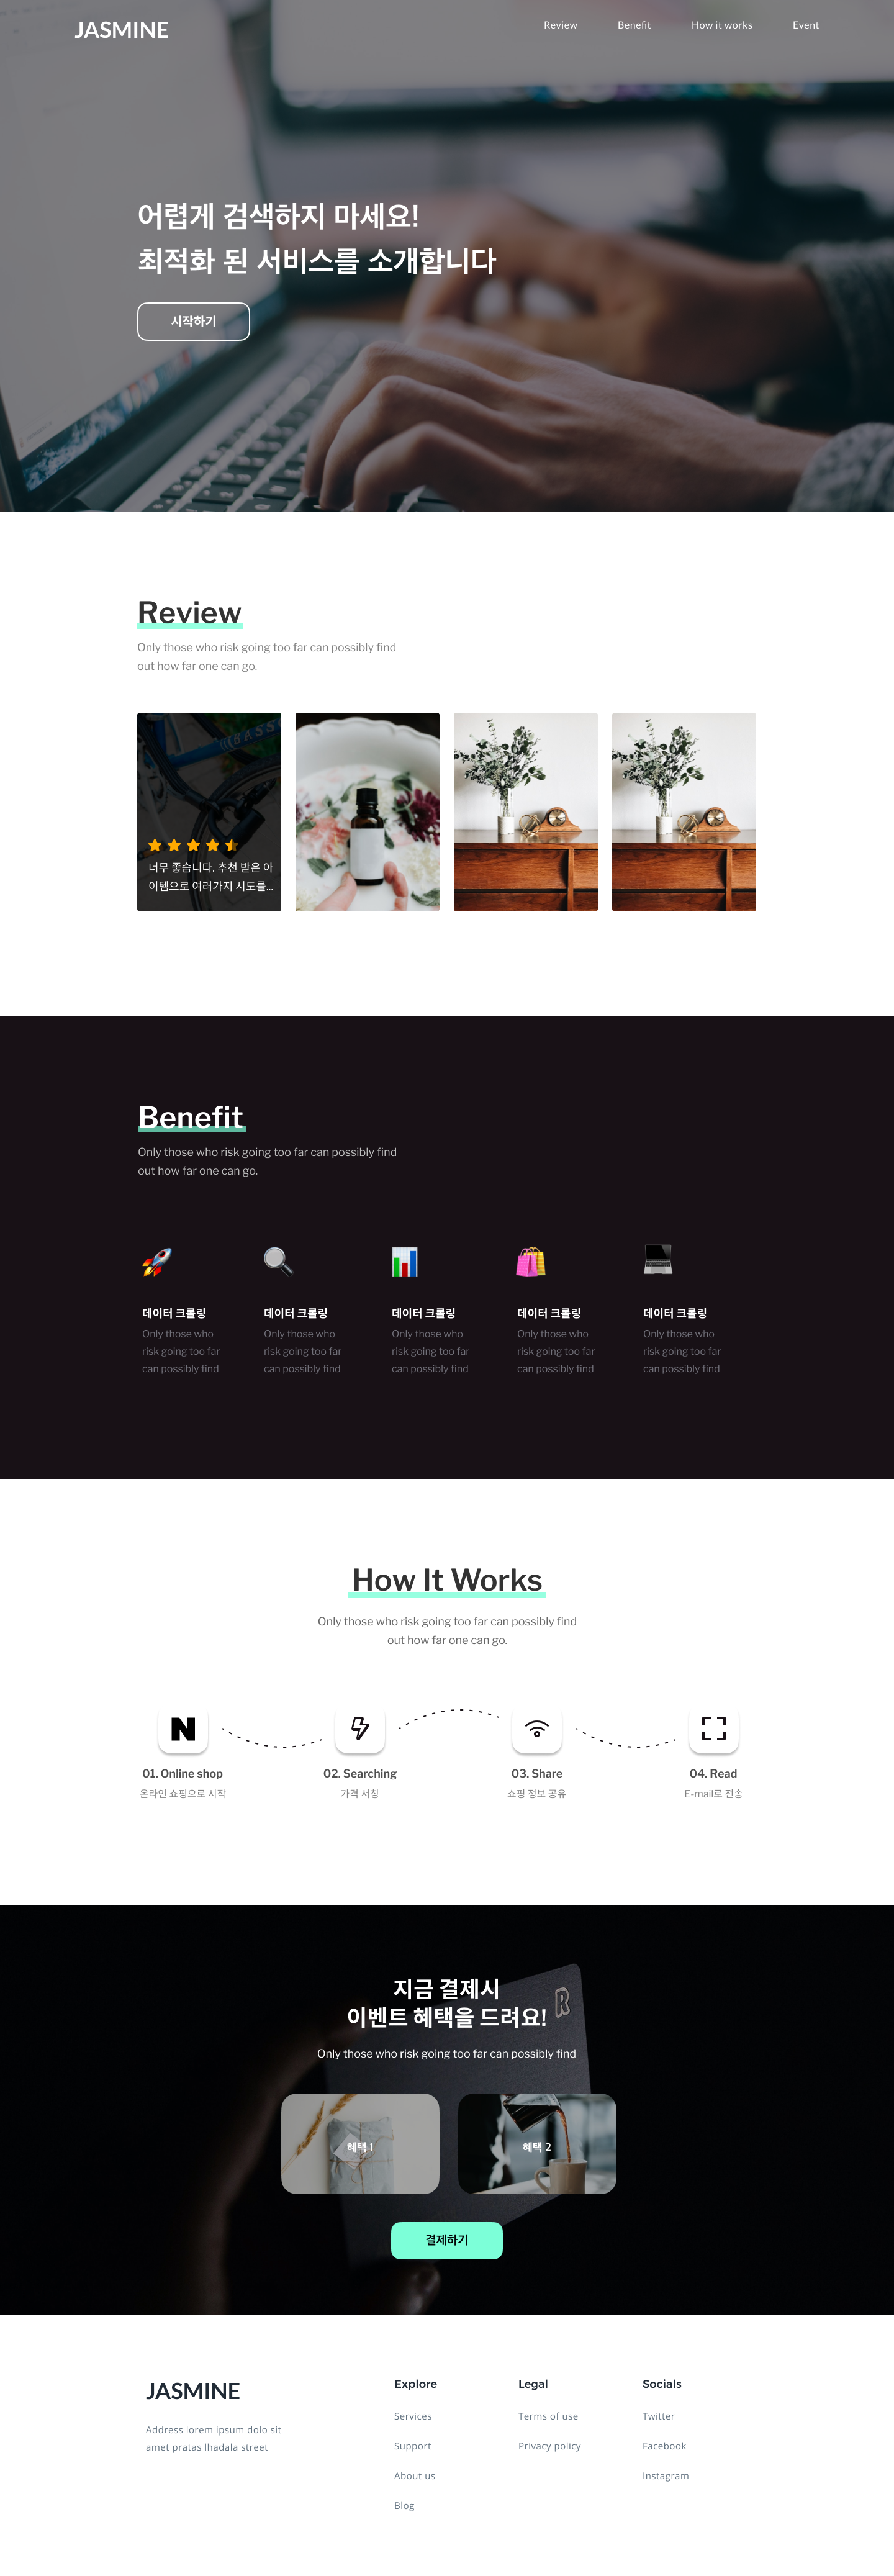 JASMINE
Review
Benefit
How it works
Event
어렵게 검색하지 마세요!
최적화 된 서비스를 소개합니다
시작하기
Review
Only those who risk going too far can possibly find
out how far one can go.
BASS
너무 좋습니다. 추천 받은 아
이템으로 여러가지 시도를...
Benefit
Only those who risk going too far can possibly find
out how far one can go.
데이터 크롤링
Only those who
risk going too far
can possibly find
데이터 크롤링
Only those who
risk going too far
can possibly find
데이터 크롤링
Only those who
risk going too far
can possibly find
데이터 크롤링
Only those who
risk going too far
can possibly find
데이터 크롤링
Only those who
risk going too far
can possibly find
How It Works
Only those who risk going too far can possibly find
out how far one can go.
N
01. Online shop
온라인 쇼핑으로 시작
02. Searching
가격 서칭
03. Share
쇼핑 정보 공유
04. Read
E-mail로 전송
지금 결제시
이벤트 혜택을 드려요!
R
Only those who risk going too far can possibly find
혜택 1
혜택 2
결제하기
JASMINE
Address lorem ipsum dolo sit
amet pratas lhadala street
Explore
Services
Support
About us
Blog
Legal
Terms of use
Privacy policy
Socials
Twitter
Facebook
Instagram